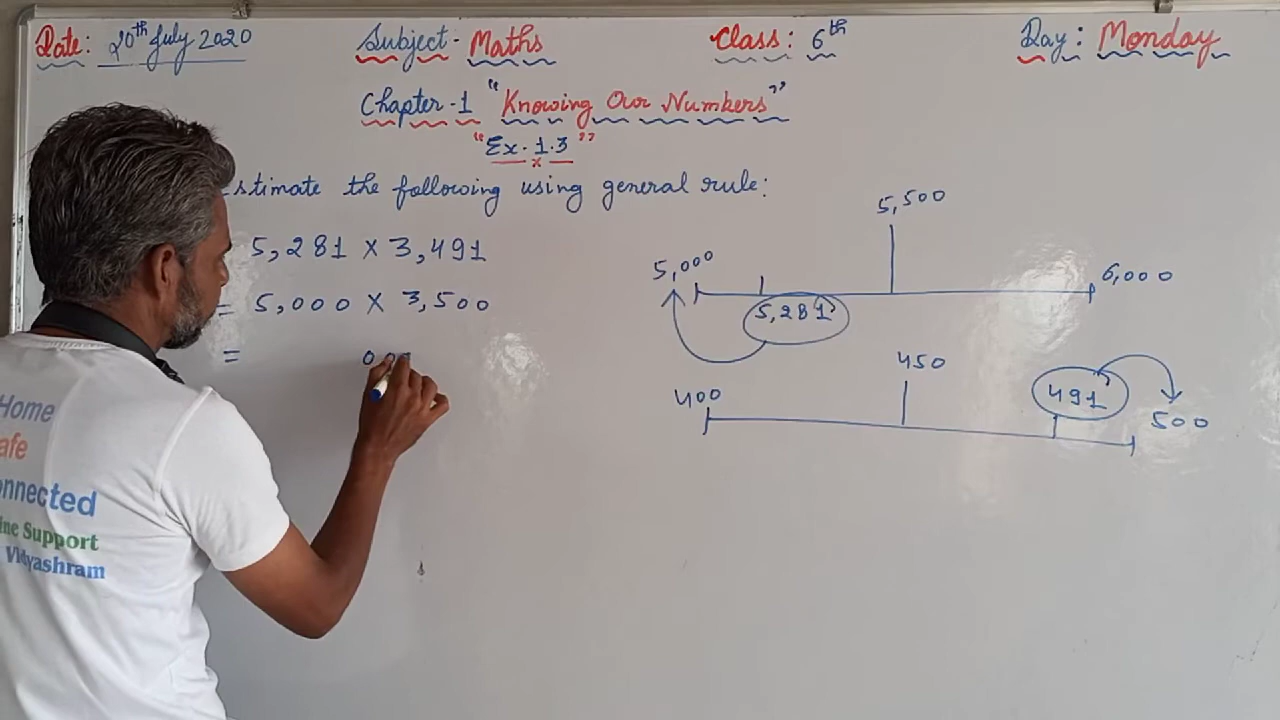 Date: 20th July 2020 Subject- Maths Class: 6th Day: Monday
Chapter-1 "Knowing Our Numbers"
"Ex-1.3"
x
stimate the following using general rule:
5,281 x 3,491
= 5,000 x 3,500
=
5,500
5,000
6,000
5,281
450
400
491
500
Home
afe
onnected
ine Support
Vidyashram